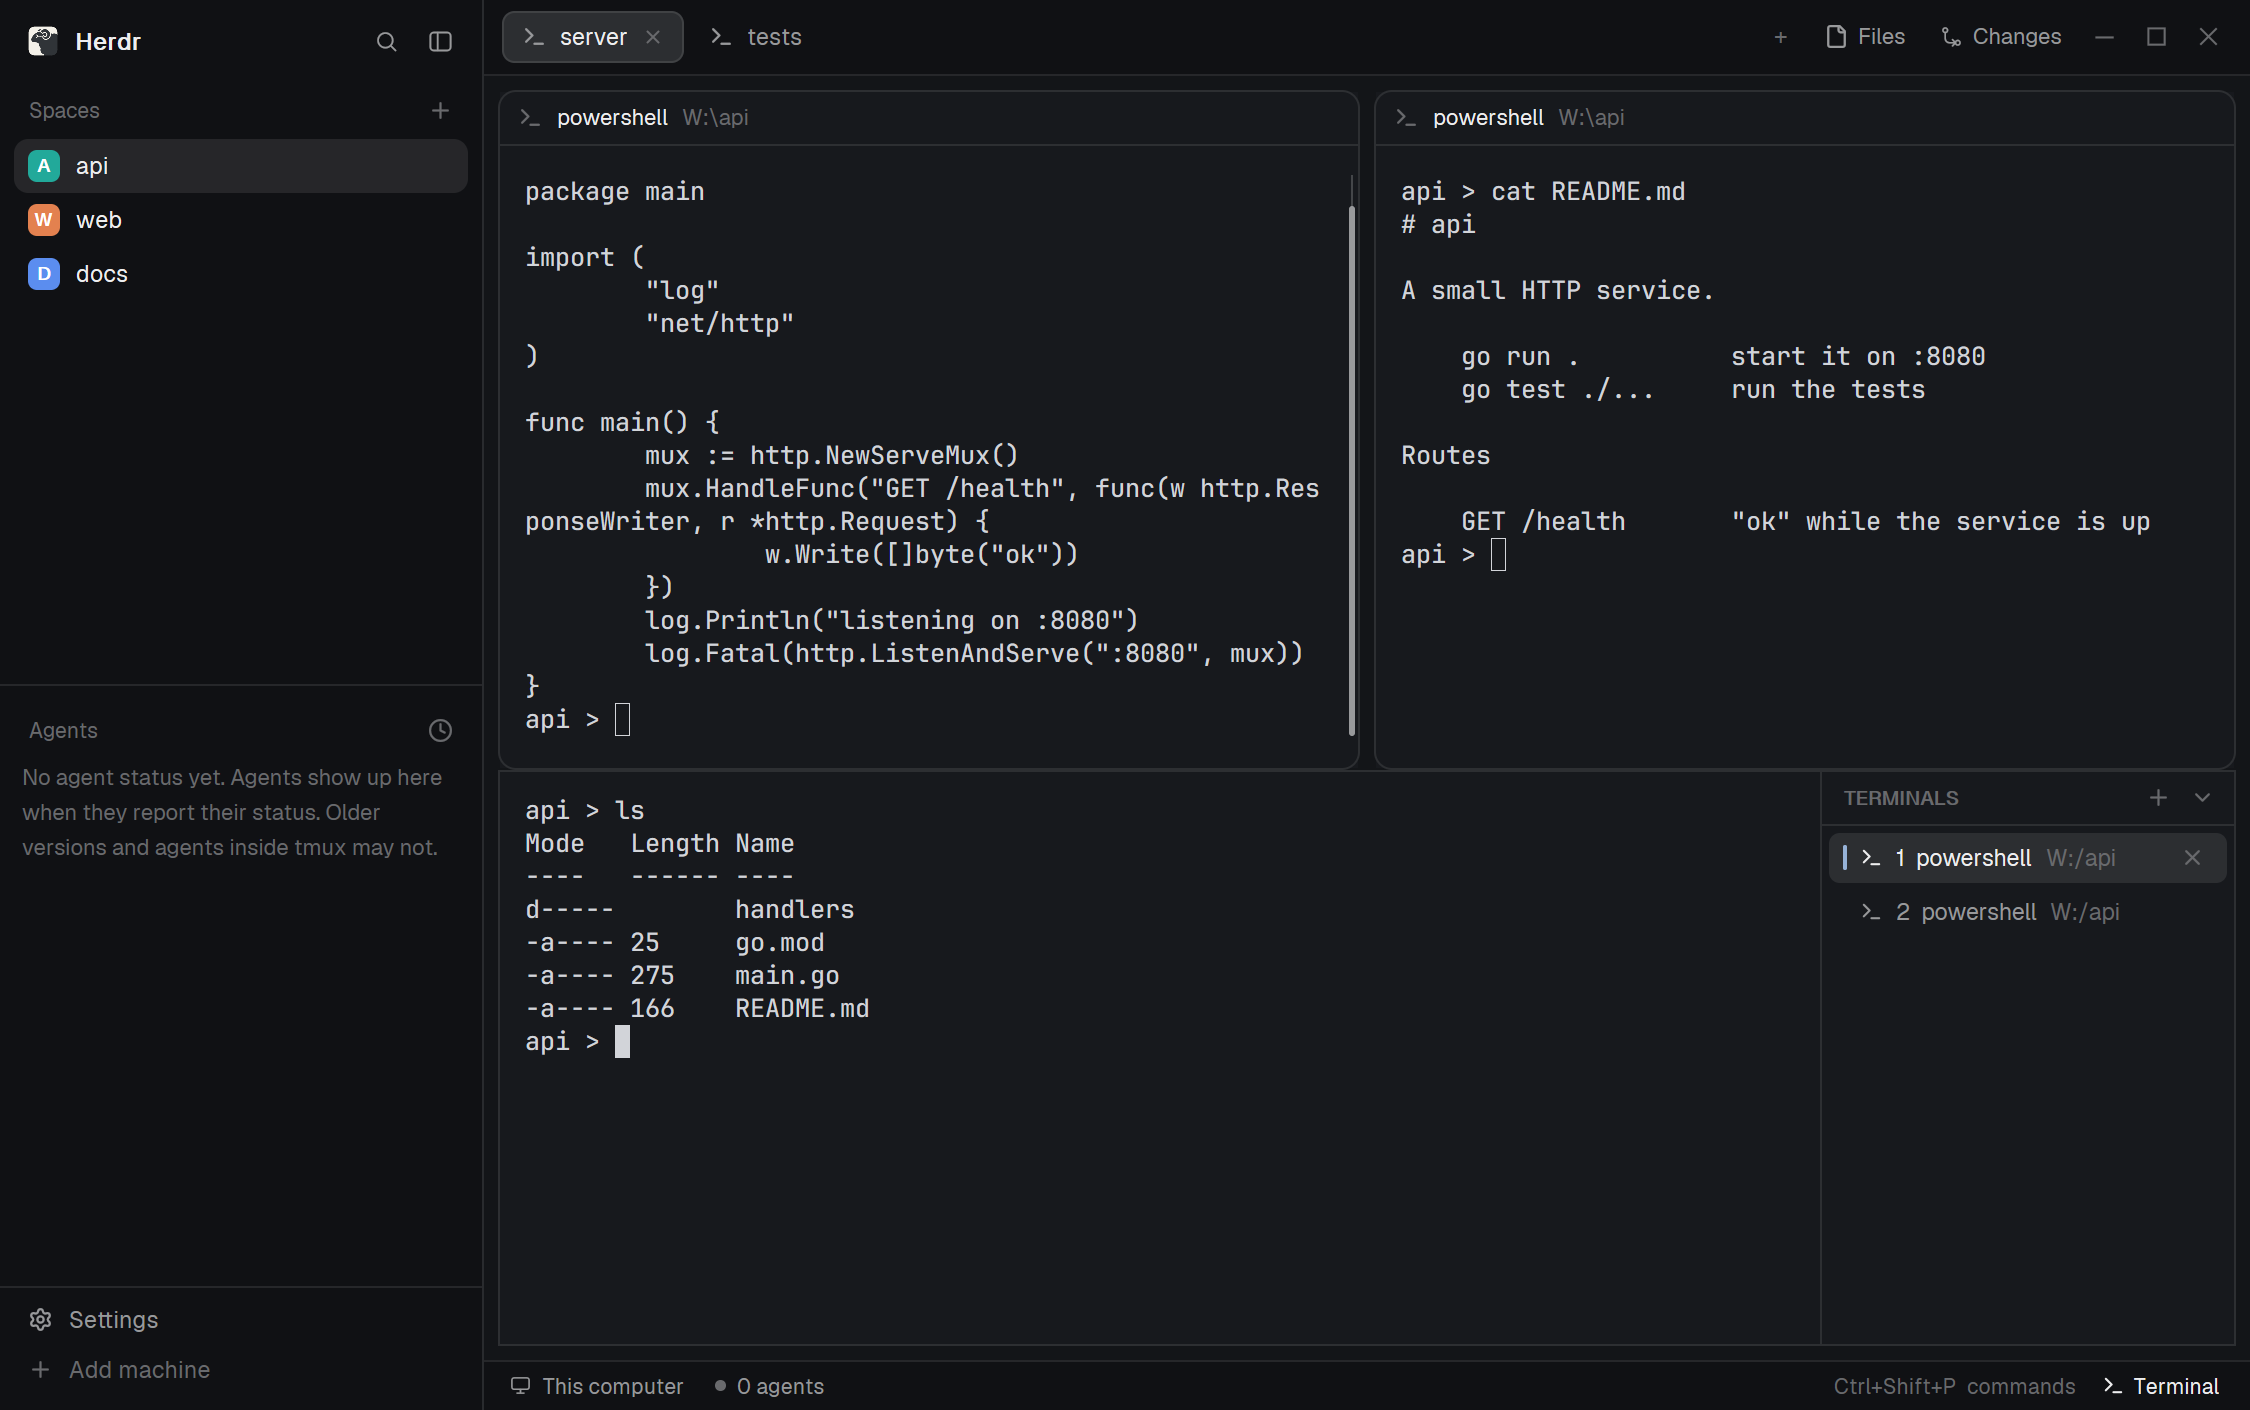 Herdr
Spaces
A api
W web
D docs
Agents
No agent status yet. Agents show up here
when they report their status. Older
versions and agents inside tmux may not.
Settings
Add machine
server
tests
Files
Changes
powershell W:\api
package main

import (
        "log"
        "net/http"
)

func main() {
        mux := http.NewServeMux()
        mux.HandleFunc("GET /health", func(w http.Res
ponseWriter, r *http.Request) {
                w.Write([]byte("ok"))
        })
        log.Println("listening on :8080")
        log.Fatal(http.ListenAndServe(":8080", mux))
}
api >
powershell W:\api
api > cat README.md
# api

A small HTTP service.

    go run .          start it on :8080
    go test ./...     run the tests

Routes

    GET /health       "ok" while the service is up
api >
api > ls
Mode   Length Name
----   ------ ----
d-----        handlers
-a---- 25     go.mod
-a---- 275    main.go
-a---- 166    README.md
api >
TERMINALS
1 powershell W:/api
2 powershell W:/api
This computer
0 agents
Ctrl+Shift+P commands
Terminal